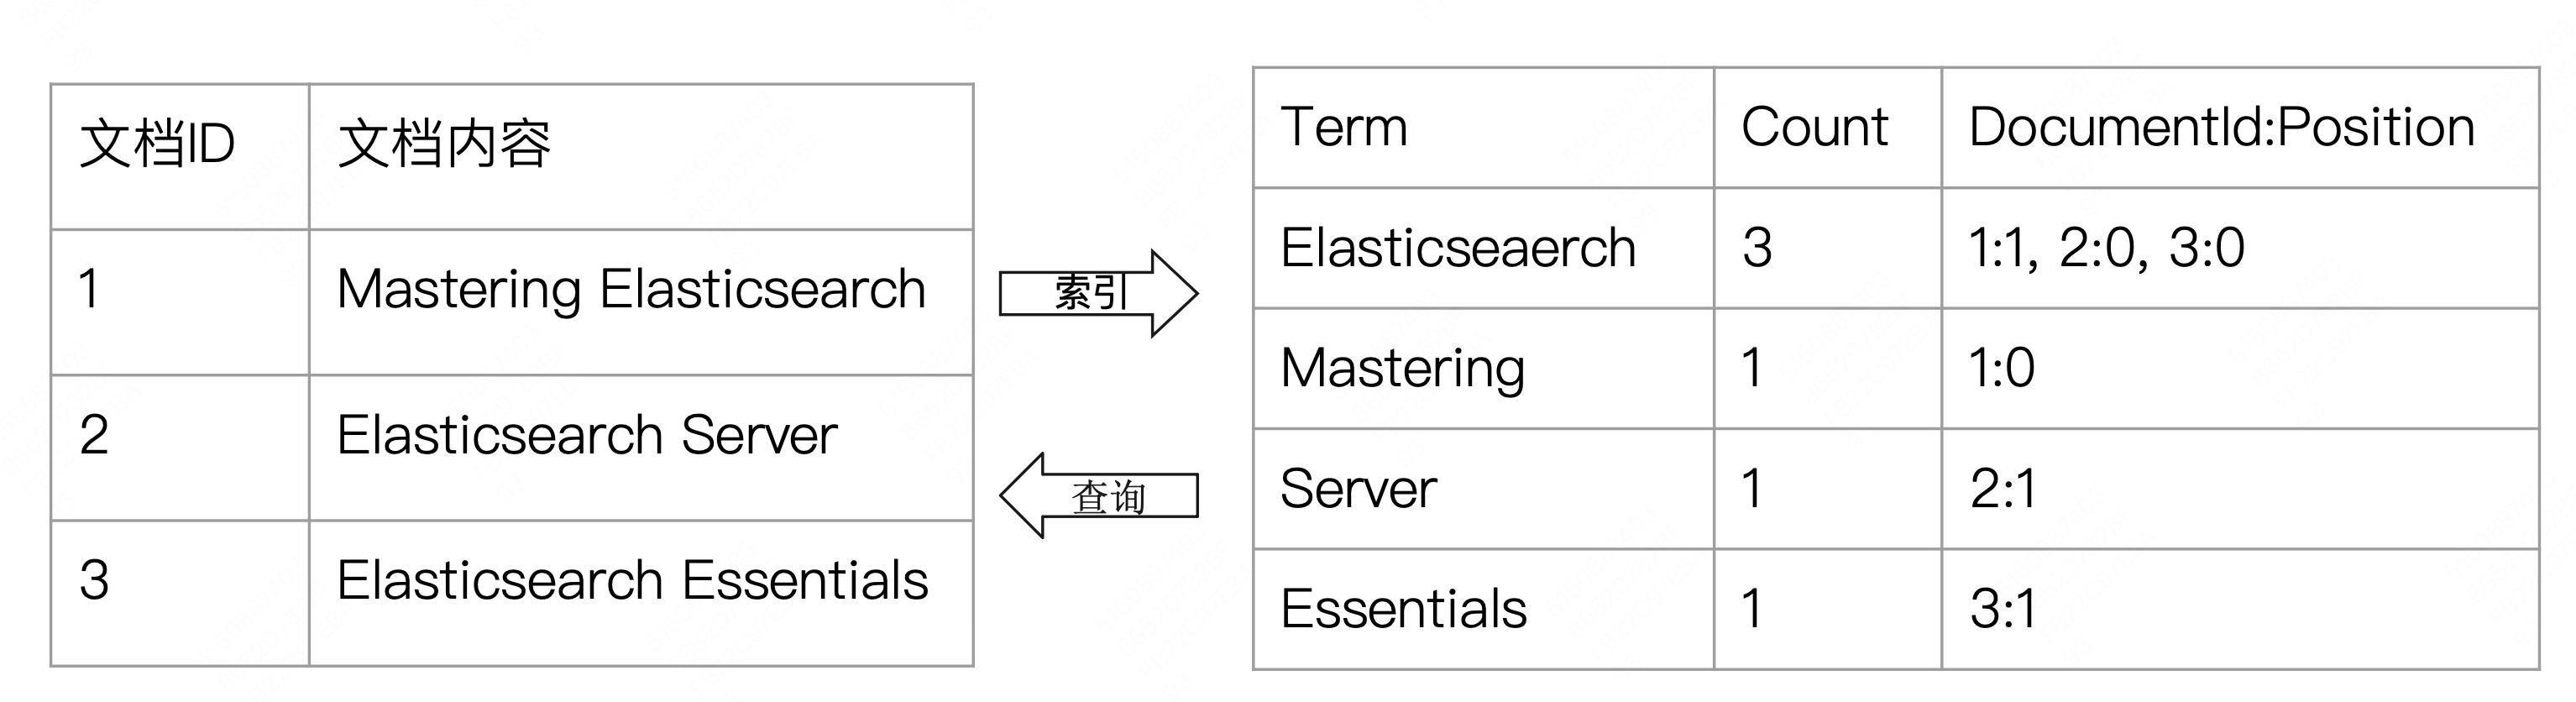 文档ID 文档内容
1 Mastering Elasticsearch
2 Elasticsearch Server
3 Elasticsearch Essentials
索引
查询
Term Count DocumentId:Position
Elasticseaerch 3 1:1, 2:0, 3:0
Mastering 1 1:0
Server 1 2:1
Essentials 1 3:1